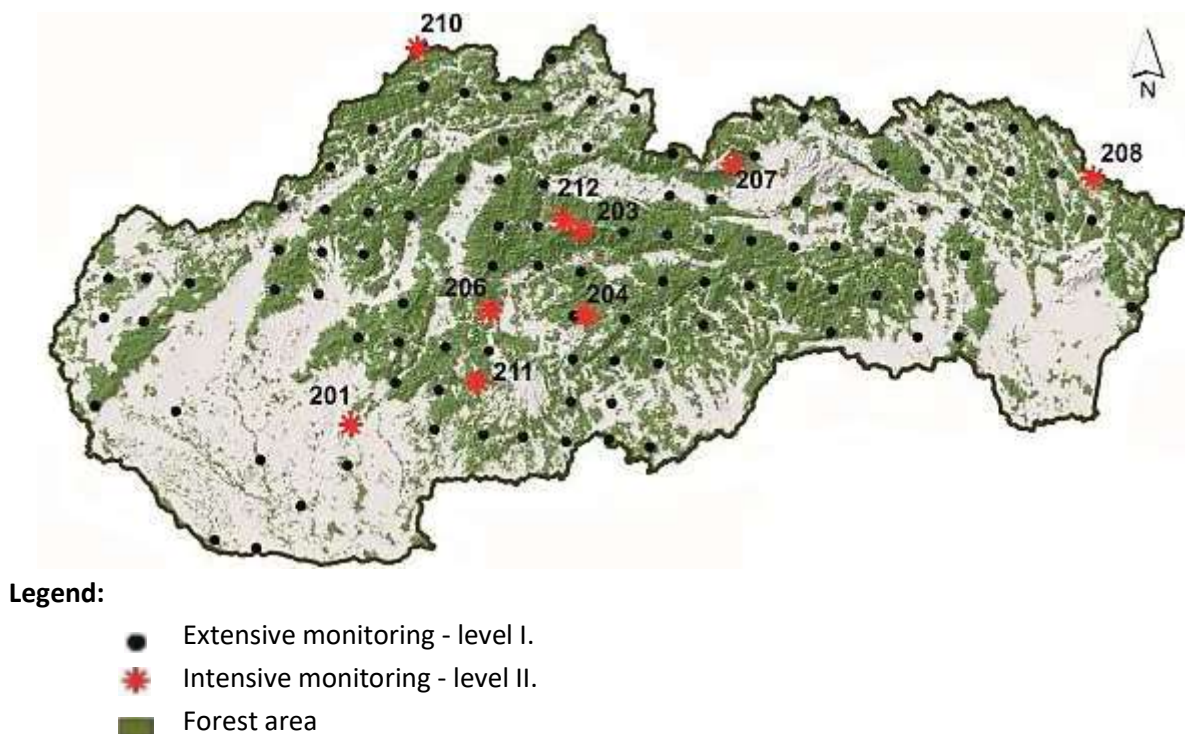 210
N
208
207
212
203
206
204
211
201
Legend:
Extensive monitoring - level I.
Intensive monitoring - level II.
Forest area